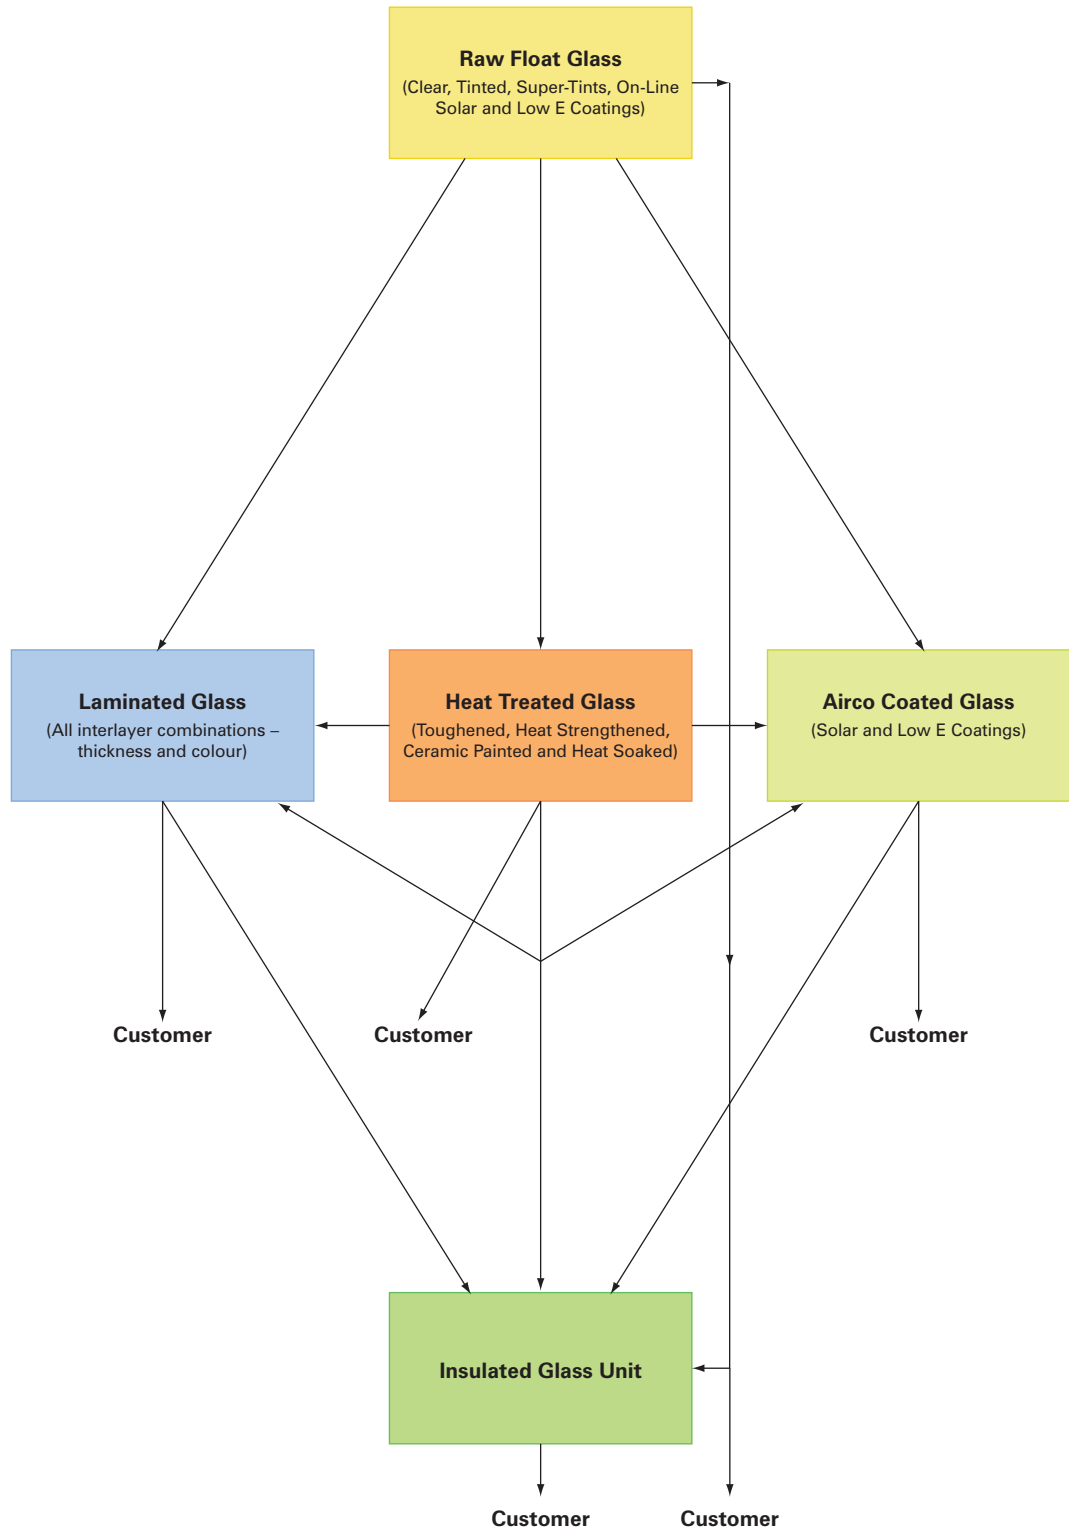 Raw Float Glass
(Clear, Tinted, Super-Tints, On-Line
Solar and Low E Coatings)
Laminated Glass
(All interlayer combinations –
thickness and colour)
Heat Treated Glass
(Toughened, Heat Strengthened,
Ceramic Painted and Heat Soaked)
Airco Coated Glass
(Solar and Low E Coatings)
Customer
Customer
Customer
Insulated Glass Unit
Customer
Customer